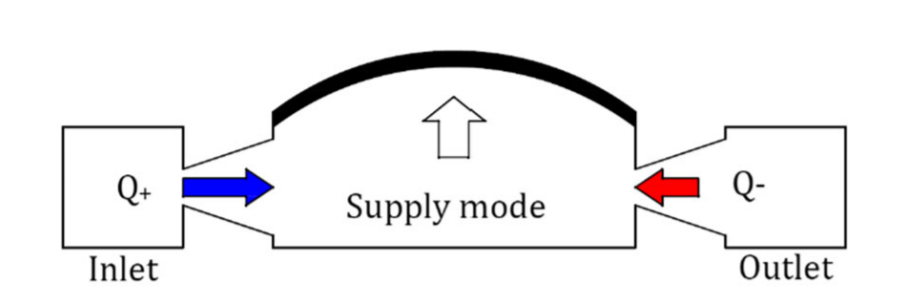 Q+
Supply mode
Q-
Inlet
Outlet